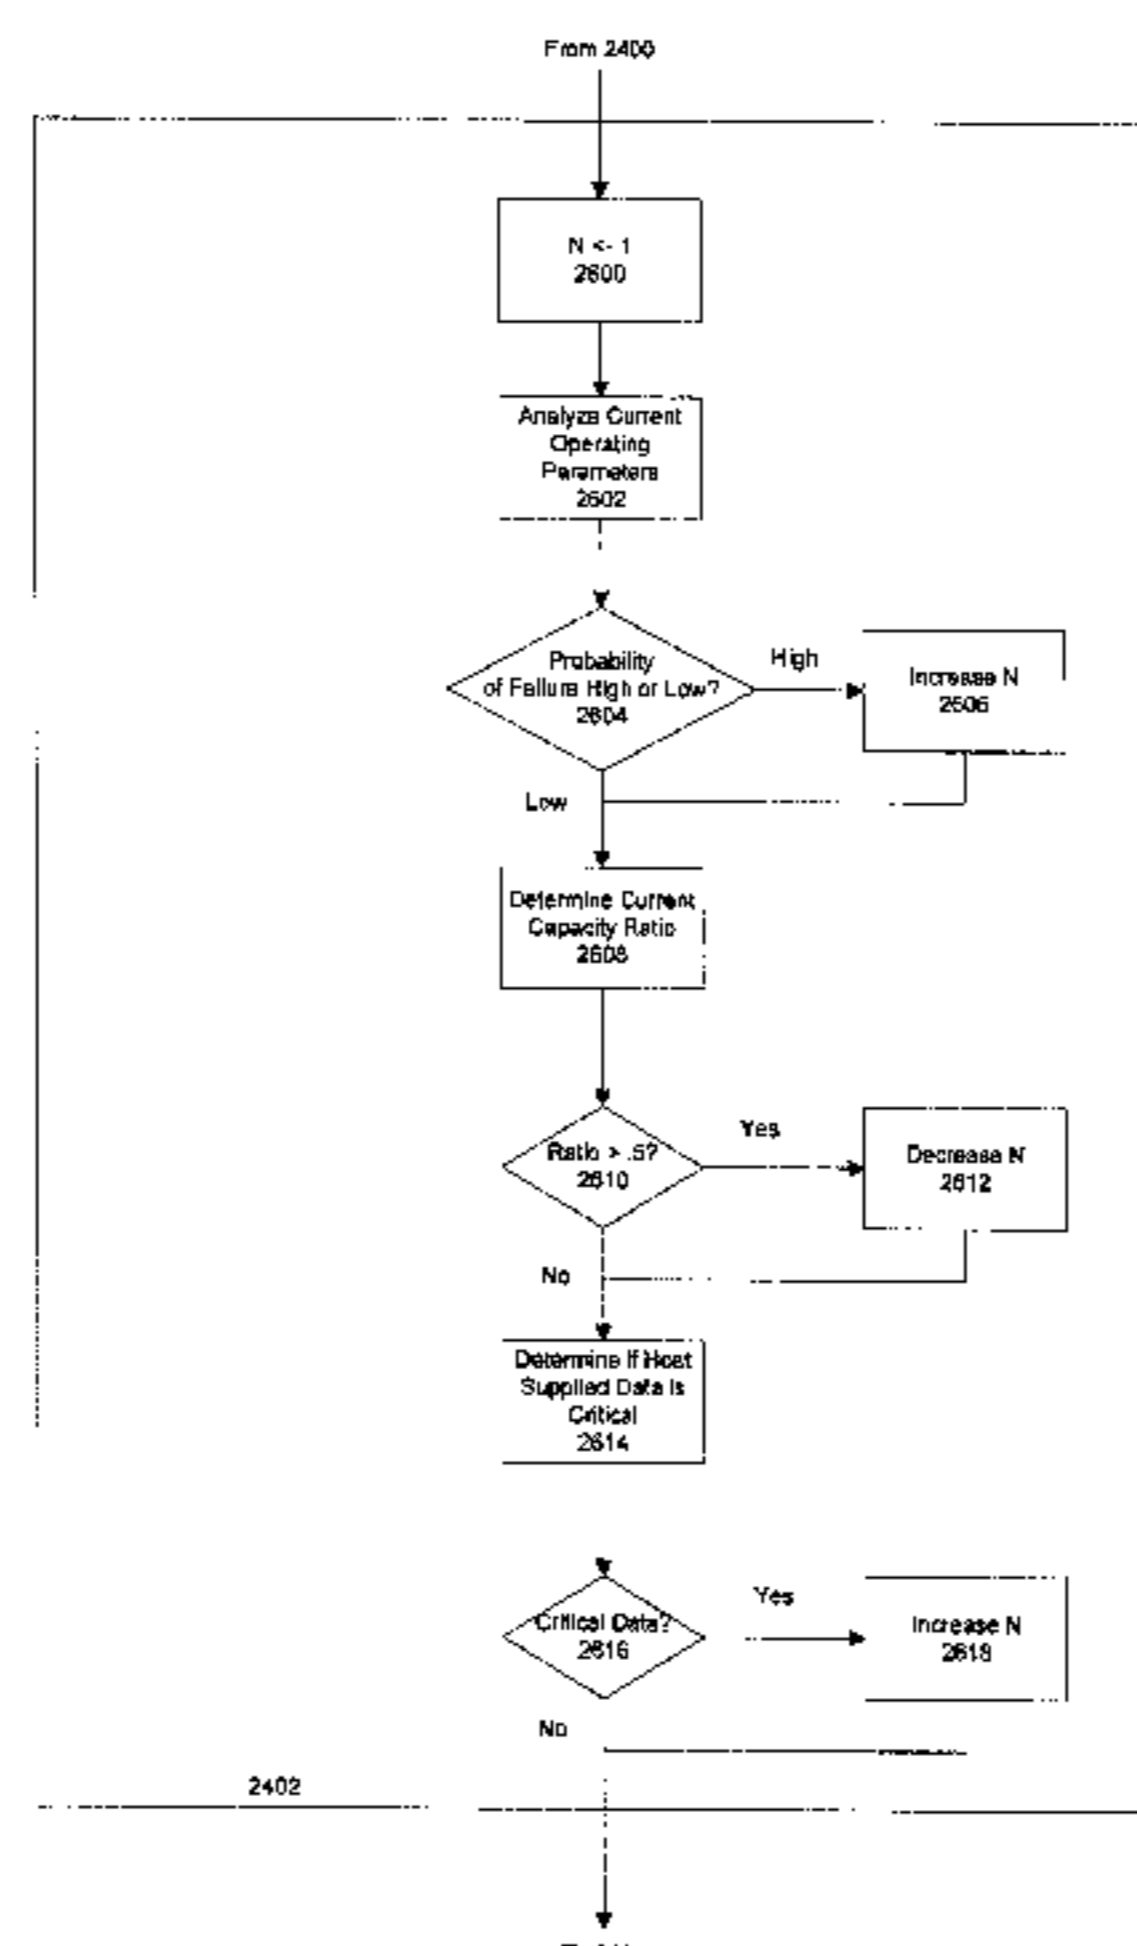 From 2400
N <- 1
2600
Analyze Current
Operating
Parameters
2602
Probability
of Failure High or Low?
2604
High
Increase N
2606
Low
Determine Current
Capacity Ratio
2608
Ratio > .5?
2610
Yes
Decrease N
2612
No
Determine If Host
Supplied Data Is
Critical
2614
Critical Data?
2616
Yes
Increase N
2618
No
2402